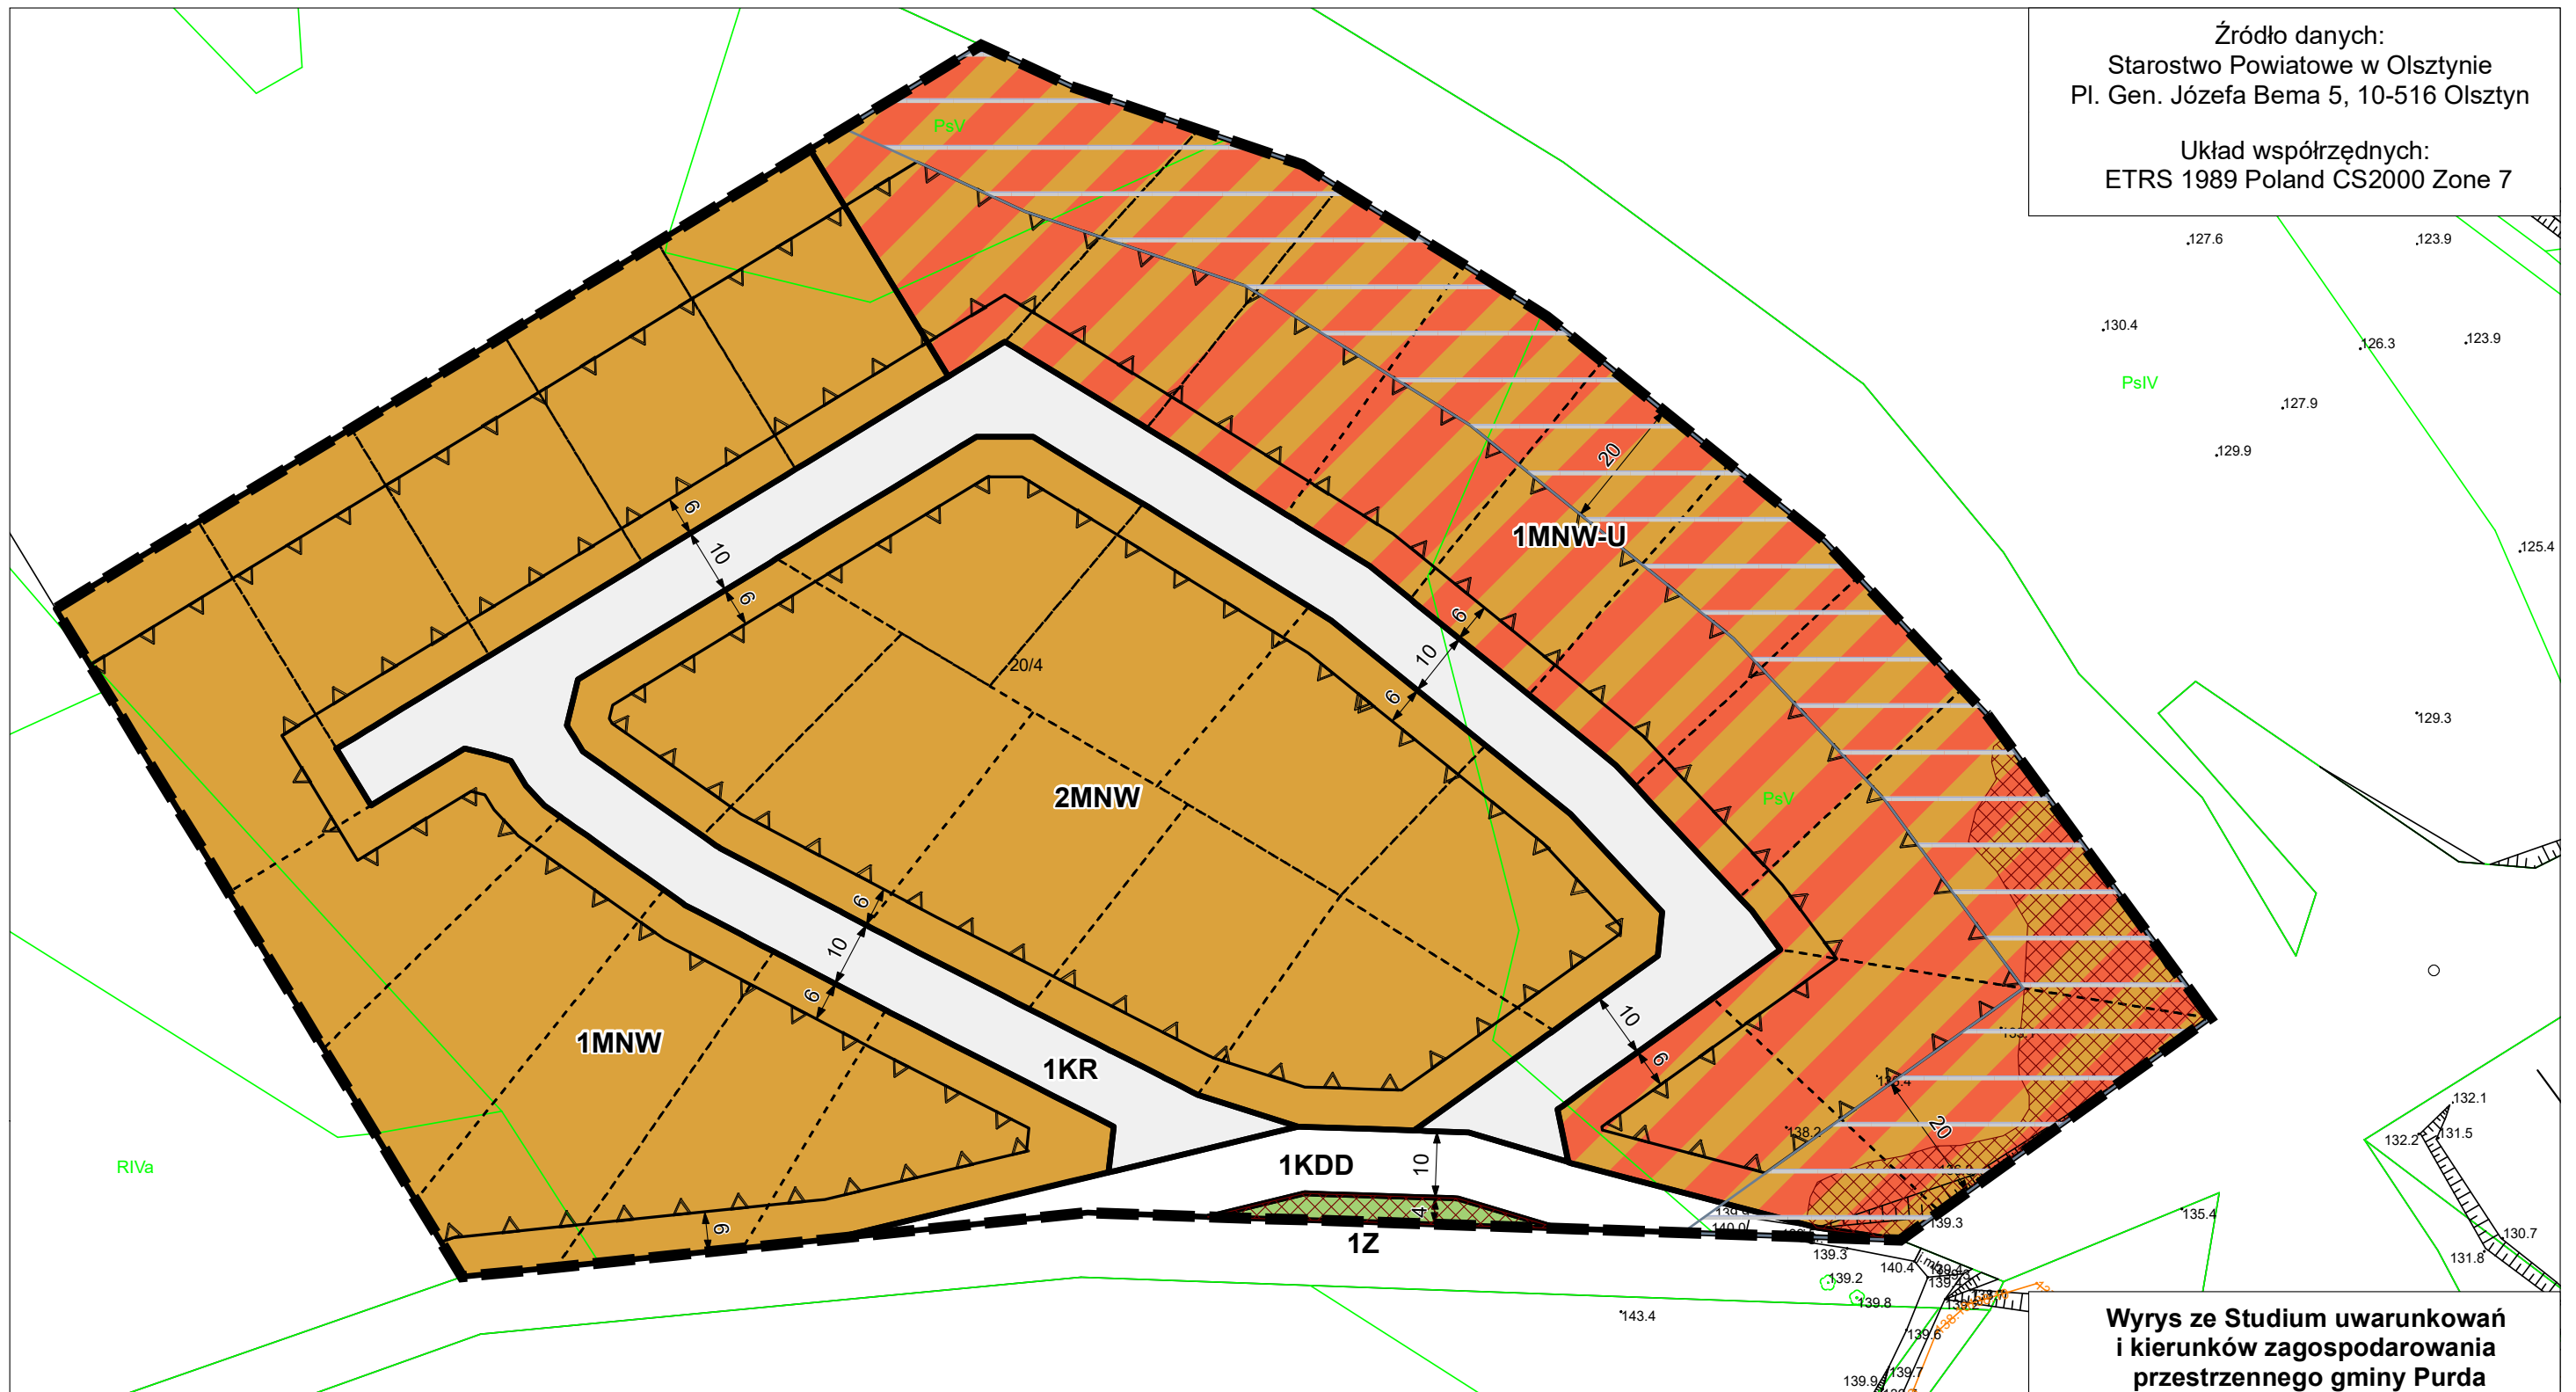 Źródło danych:
Starostwo Powiatowe w Olsztynie
Pl. Gen. Józefa Bema 5, 10-516 Olsztyn
Układ współrzędnych:
ETRS 1989 Poland CS2000 Zone 7
PsV
127.6
123.9
130.4
126.3
123.9
PsIV
127.9
129.9
20
1MNW-U
125.4
6
10
6
6
10
6
20/4
129.3
2MNW
PsV
6
10
6
10
6
1MNW
1KR
138.2
20
132.1
132.2
131.5
RIVa
1KDD
10
4
6
1Z
140.0
139.3
135.4
130.7
131.8
139.3
140.4
139.2
139.8
143.4
139.6
139.7
139.9
Wyrys ze Studium uwarunkowań
i kierunków zagospodarowania
przestrzennego gminy Purda